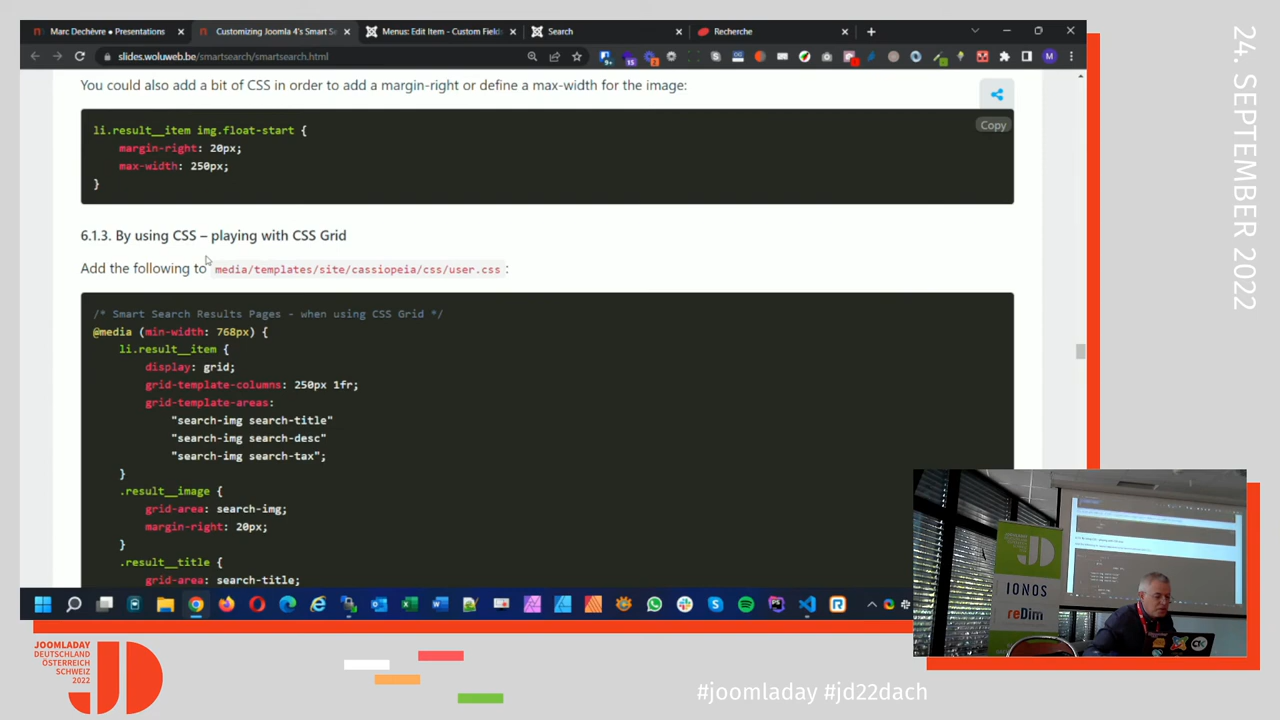 Marc Dechèvre • Presentations
Customizing Joomla 4's Smart Se
Menus: Edit Item - Custom Field
Search
Recherche
slides.woluweb.be/smartsearch/smartsearch.html
You could also add a bit of CSS in order to add a margin-right or define a max-width for the image:
Copy
li.result__item img.float-start {
margin-right: 20px;
max-width: 250px;
}
6.1.3. By using CSS – playing with CSS Grid
Add the following to media/templates/site/cassiopeia/css/user.css :
/* Smart Search Results Pages - when using CSS Grid */
@media (min-width: 768px) {
li.result__item {
display: grid;
grid-template-columns: 250px 1fr;
grid-template-areas:
"search-img search-title"
"search-img search-desc"
"search-img search-tax";
}
.result__image {
grid-area: search-img;
margin-right: 20px;
}
.result__title {
grid-area: search-title;
24. SEPTEMBER 2022
IONOS
reDim
JOOMLADAY
DEUTSCHLAND
ÖSTERREICH
SCHWEIZ
2022
#joomladay #jd22dach